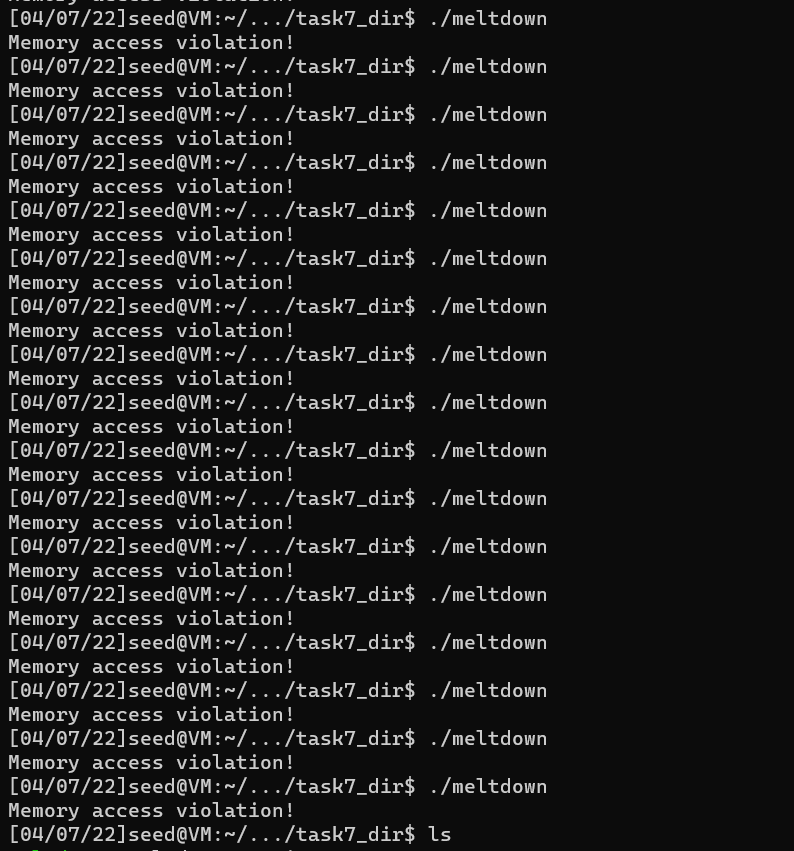 [04/07/22]seed@VM:~/.../task7_dir$ ./meltdown
Memory access violation!
[04/07/22]seed@VM:~/.../task7_dir$ ./meltdown
Memory access violation!
[04/07/22]seed@VM:~/.../task7_dir$ ./meltdown
Memory access violation!
[04/07/22]seed@VM:~/.../task7_dir$ ./meltdown
Memory access violation!
[04/07/22]seed@VM:~/.../task7_dir$ ./meltdown
Memory access violation!
[04/07/22]seed@VM:~/.../task7_dir$ ./meltdown
Memory access violation!
[04/07/22]seed@VM:~/.../task7_dir$ ./meltdown
Memory access violation!
[04/07/22]seed@VM:~/.../task7_dir$ ./meltdown
Memory access violation!
[04/07/22]seed@VM:~/.../task7_dir$ ./meltdown
Memory access violation!
[04/07/22]seed@VM:~/.../task7_dir$ ./meltdown
Memory access violation!
[04/07/22]seed@VM:~/.../task7_dir$ ./meltdown
Memory access violation!
[04/07/22]seed@VM:~/.../task7_dir$ ./meltdown
Memory access violation!
[04/07/22]seed@VM:~/.../task7_dir$ ./meltdown
Memory access violation!
[04/07/22]seed@VM:~/.../task7_dir$ ./meltdown
Memory access violation!
[04/07/22]seed@VM:~/.../task7_dir$ ./meltdown
Memory access violation!
[04/07/22]seed@VM:~/.../task7_dir$ ./meltdown
Memory access violation!
[04/07/22]seed@VM:~/.../task7_dir$ ./meltdown
Memory access violation!
[04/07/22]seed@VM:~/.../task7_dir$ ls